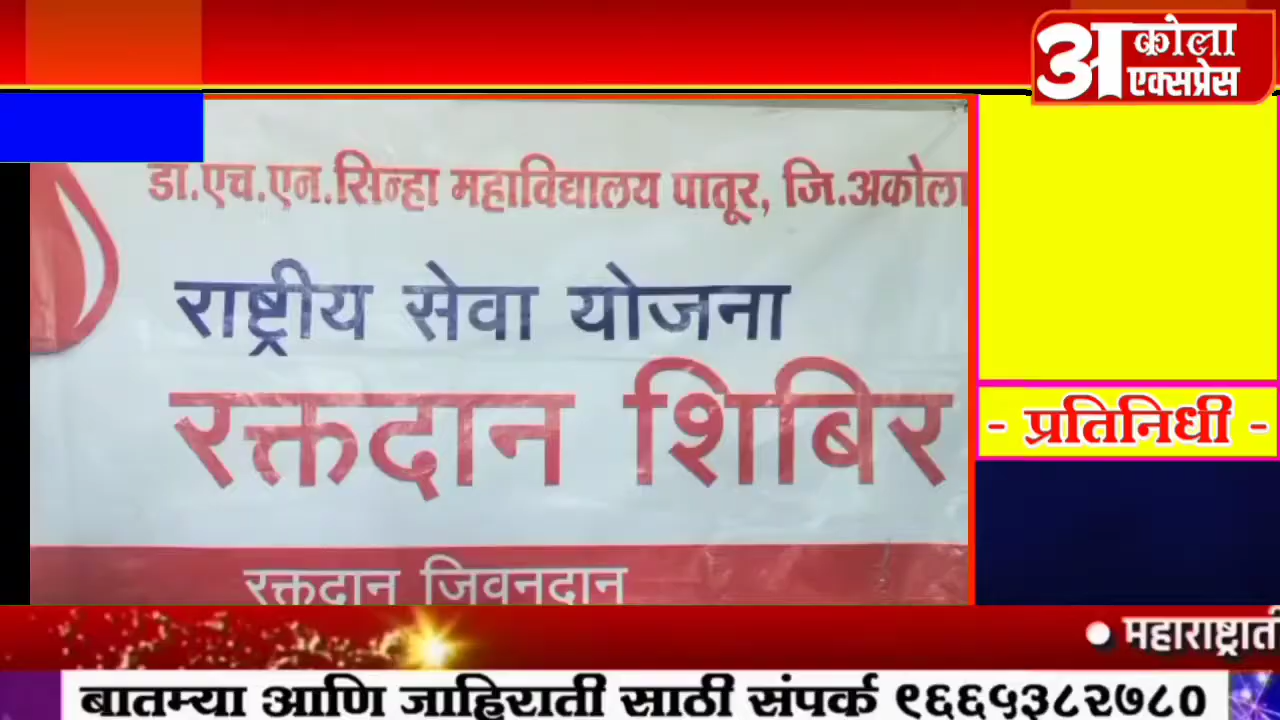 अकोला
एक्सप्रेस
डा.एच.एन.सिन्हा महाविद्यालय पातूर, जि.अकोला
राष्ट्रीय सेवा योजना
रक्तदान शिबिर
रक्तदान जिवनदान
- प्रतिनिधी -
महाराष्ट्राती
बातम्या आणि जाहिराती साठी संपर्क ९६६५३८२७८०